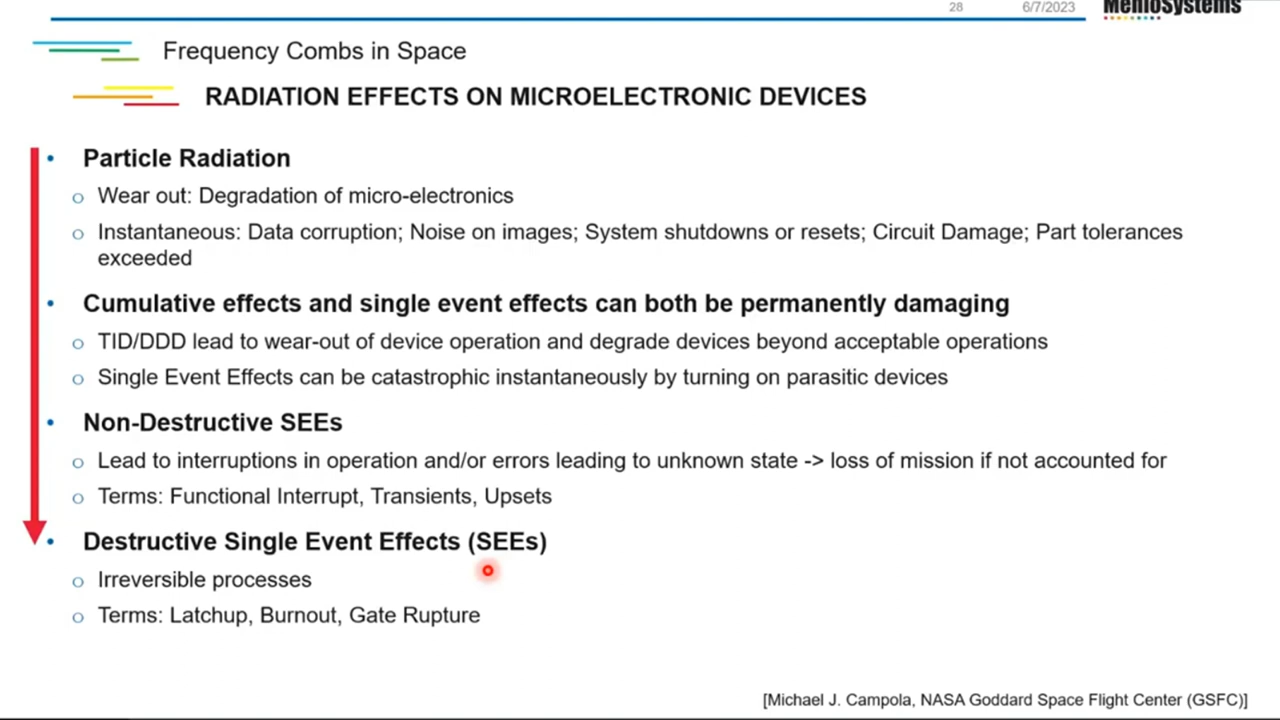 28
6/7/2023
MenloSystems
Frequency Combs in Space
RADIATION EFFECTS ON MICROELECTRONIC DEVICES
• Particle Radiation
o Wear out: Degradation of micro-electronics
o Instantaneous: Data corruption; Noise on images; System shutdowns or resets; Circuit Damage; Part tolerances
exceeded
• Cumulative effects and single event effects can both be permanently damaging
o TID/DDD lead to wear-out of device operation and degrade devices beyond acceptable operations
o Single Event Effects can be catastrophic instantaneously by turning on parasitic devices
• Non-Destructive SEEs
o Lead to interruptions in operation and/or errors leading to unknown state -> loss of mission if not accounted for
o Terms: Functional Interrupt, Transients, Upsets
• Destructive Single Event Effects (SEEs)
o Irreversible processes
o Terms: Latchup, Burnout, Gate Rupture
[Michael J. Campola, NASA Goddard Space Flight Center (GSFC)]